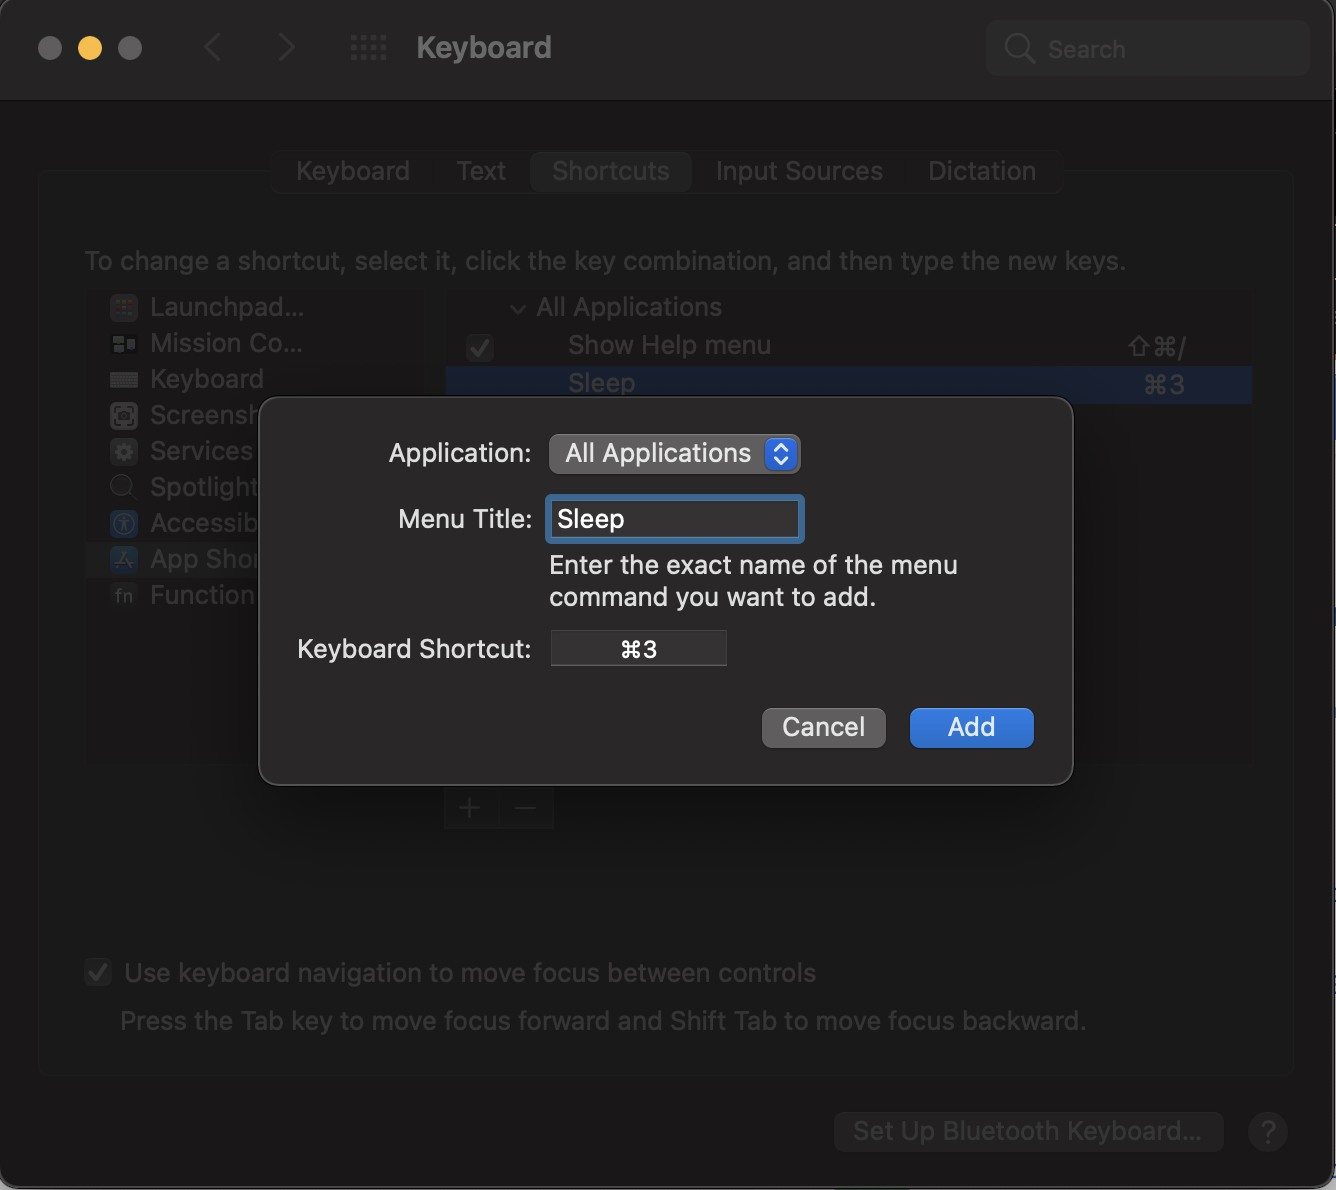 Keyboard
Search
Keyboard
Text
Shortcuts
Input Sources
Dictation
To change a shortcut, select it, click the key combination, and then type the new keys.
Launchpad...
Mission Co...
Keyboard
Screensh
Services
Spotlight
Accessib
App Shor
fn Function
All Applications
Show Help menu ⇧⌘/
Sleep ⌘3
Application: All Applications
Menu Title: Sleep
Enter the exact name of the menu
command you want to add.
Keyboard Shortcut: ⌘3
Cancel
Add
Use keyboard navigation to move focus between controls
Press the Tab key to move focus forward and Shift Tab to move focus backward.
Set Up Bluetooth Keyboard...
?